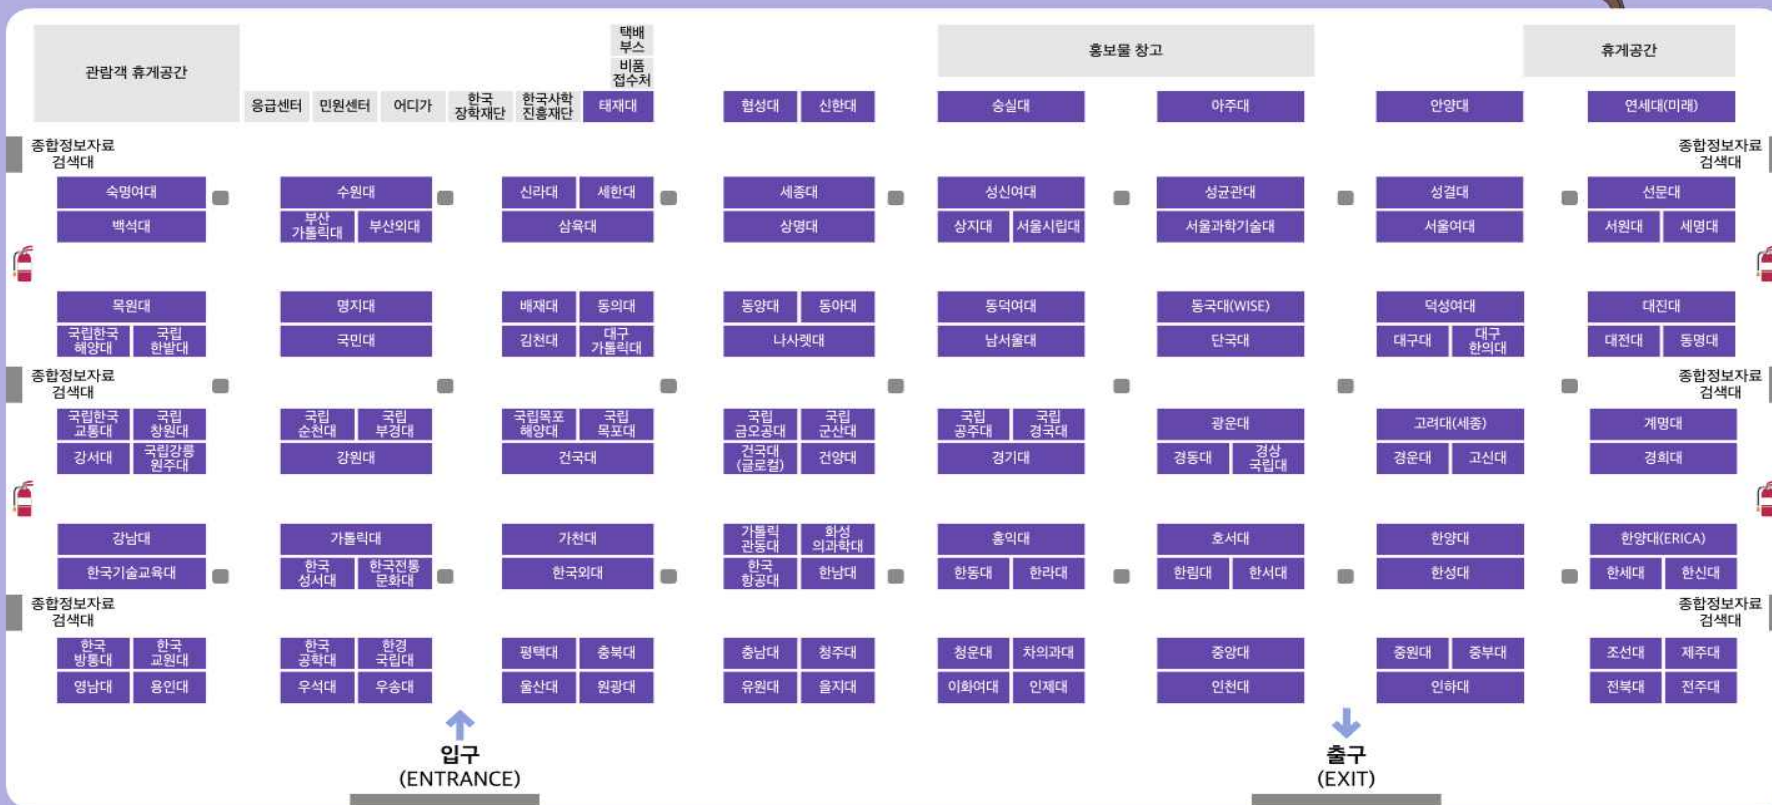 택배
부스
비품
접수처
관람객 휴게공간
홍보물 창고
휴게공간
응급센터 민원센터 어디가
한국
장학재단
한국사학
진흥재단
태재대 협성대 신한대 숭실대 아주대 안양대 연세대(미래)
종합정보자료
검색대
종합정보자료
검색대
숙명여대 수원대 신라대 세한대 세종대 성신여대 성균관대 성결대 선문대
백석대
부산
가톨릭대
부산외대 삼육대 상명대 상지대 서울시립대 서울과학기술대 서울여대 서원대 세명대
목원대 명지대 배재대 동의대 동양대 동아대 동덕여대 동국대(WISE) 덕성여대 대진대
국립한국
해양대
국립
한밭대
국민대 김천대
대구
가톨릭대
나사렛대 남서울대 단국대 대구대
대구
한의대
대전대 동명대
종합정보자료
검색대
종합정보자료
검색대
국립한국
교통대
국립
창원대
국립
순천대
국립
부경대
국립목포
해양대
국립
목포대
국립
금오공대
국립
군산대
국립
공주대
국립
경국대
광운대 고려대(세종) 계명대
강서대
국립강릉
원주대
강원대 건국대
건국대
(글로컬)
건양대 경기대 경동대
경상
국립대
경운대 고신대 경희대
강남대 가톨릭대 가천대
가톨릭
관동대
화성
의과학대
홍익대 호서대 한양대 한양대(ERICA)
한국기술교육대
한국
성서대
한국전통
문화대
한국외대
한국
항공대
한남대 한동대 한라대 한림대 한서대 한성대 한세대 한신대
종합정보자료
검색대
종합정보자료
검색대
한국
방통대
한국
교원대
한국
공학대
한경
국립대
평택대 충북대 충남대 청주대 청운대 차의과대 중앙대 중원대 중부대 조선대 제주대
영남대 용인대 우석대 우송대 울산대 원광대 유원대 을지대 이화여대 인제대 인천대 인하대 전북대 전주대
입구
(ENTRANCE)
출구
(EXIT)